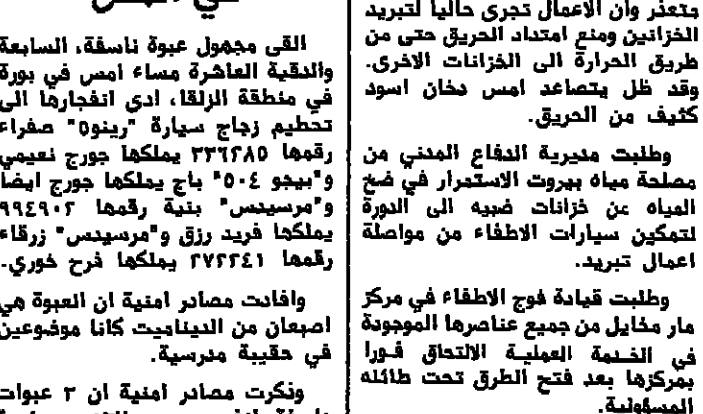 متعذر وان الاعمال تجرى حاليا لتبريد
الخزانين ومنع امتداد الحريق حتى من
طريق الحرارة الى الخزانات الاخرى.
وقد ظل يتصاعد امس دخان اسود
كثيف من الحريق.
وطلبت مديرية الدفاع المدني من
مصلحة مياه بيروت الاستمرار في ضخ
المياه عن خزانات ضبيه الى الدورة
لتمكين سيارات الاطفاء من مواصلة
اعمال تبريد.
وطلبت قيادة فوج الاطفاء في مركز
مار مخايل من جميع عناصرها الموجودة
في الخدمة العملية الالتحاق فورا
بمركزها بعد فتح الطرق تحت طائله
المسؤولية.
القى مجهول عبوة ناسفة، السابعة
والدقية العاشرة مساء امس في بورة
في منطقة الزلقا، ادي انفجارها الى
تحطيم زجاج سيارة "رينو٥" صفراء
رقمها ٣٣٦٢٨٥ يملكها جورج نعيمي
و"بيجو ٥٠٤" باج يملكها جورج ايضا
و"مرسيدس" بنية رقمها ٩٩٤٩٠٢
يملكها فريد رزق و"مرسيدس" زرقاء
رقمها ٢٧٢٢٤١ يملكها فرح خوري.
وافادت مصادر امنية ان العبوة هي
اصبعان من الديناميت كانا موضوعين
في حقيبة مدرسية.
وذكرت مصادر امنية ان ٣ عبوات